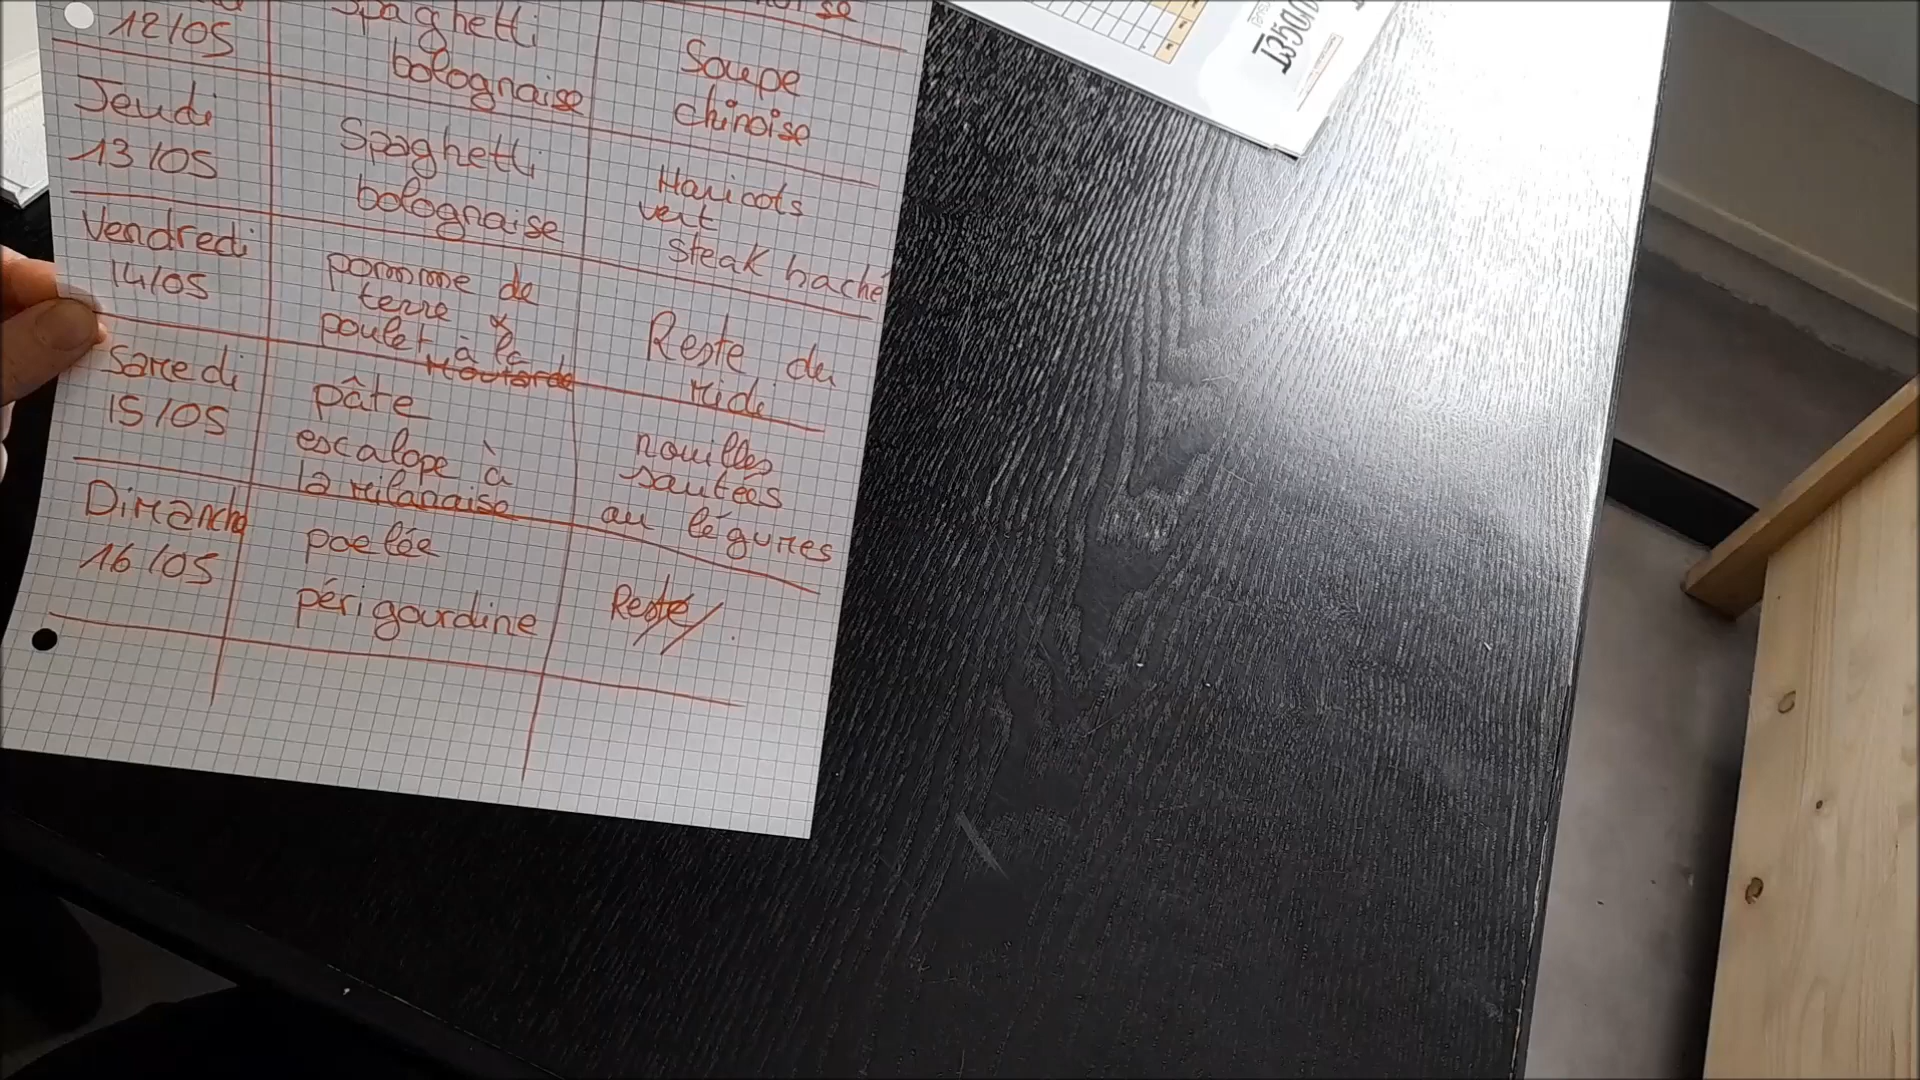 12/05
Spaghetti
bolognaise
Soupe
chinoise
Jeudi
13/05
Spaghetti
bolognaise
Haricots
vert
steak haché
Vendredi
14/05
pomme de
terre &
poulet à la
moutarde
Reste du
Midi
Samedi
15/05
pâte
escalope à
la milanaise
nouilles
sautées
au légumes
Dimanche
16/05
poelée
périgourdine
Reste